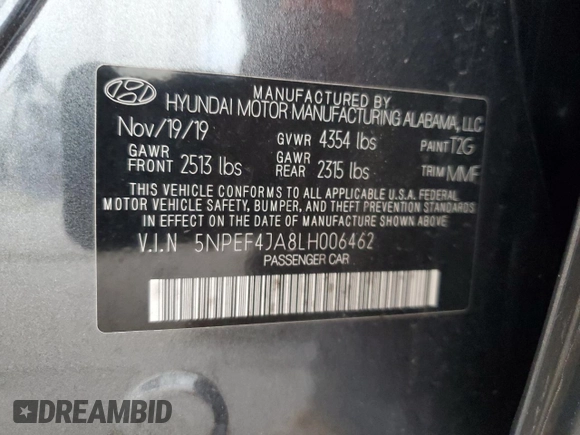 MANUFACTURED BY
HYUNDAI MOTOR MANUFACTURING ALABAMA, LLC
Nov/19/19 GVWR 4354 lbs PAINT T2G
GAWR FRONT 2513 lbs GAWR REAR 2315 lbs TRIM MMF
THIS VEHICLE CONFORMS TO ALL APPLICABLE U.S.A. FEDERAL
MOTOR VEHICLE SAFETY, BUMPER, AND THEFT PREVENTION STANDARDS
IN EFFECT ON THE DATE OF MANUFACTURE SHOWN ABOVE
V.I.N 5NPEF4JA8LH006462
PASSENGER CAR
DREAMBID